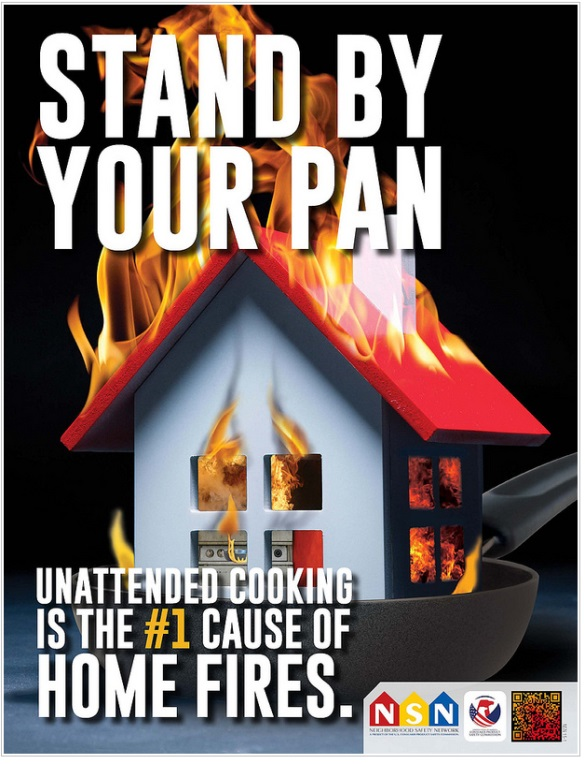 STAND BY
YOUR PAN
UNATTENDED COOKING
IS THE #1 CAUSE OF
HOME FIRES.
NSN
NEIGHBORHOOD SAFETY NETWORK